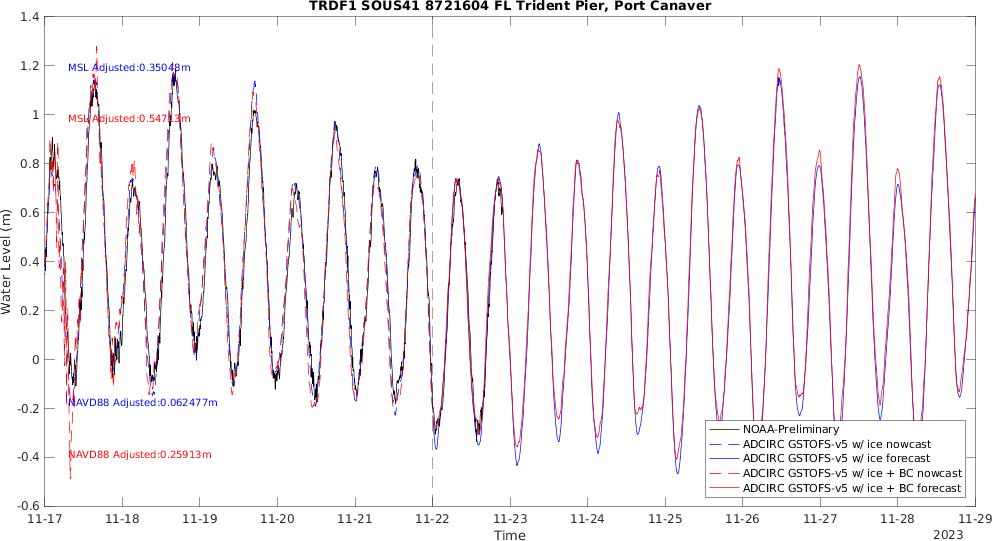 TRDF1 SOUS41 8721604 FL Trident Pier, Port Canaver
1.4
1.2
1
0.8
0.6
0.4
0.2
0
-0.2
-0.4
-0.6
Water Level (m)
MSL Adjusted:0.35043m
MSL Adjusted:0.54713m
NAVD88 Adjusted:0.062477m
NAVD88 Adjusted:0.25913m
NOAA-Preliminary
ADCIRC GSTOFS-v5 w/ ice nowcast
ADCIRC GSTOFS-v5 w/ ice forecast
ADCIRC GSTOFS-v5 w/ ice + BC nowcast
ADCIRC GSTOFS-v5 w/ ice + BC forecast
11-17 11-18 11-19 11-20 11-21 11-22 11-23 11-24 11-25 11-26 11-27 11-28 11-29
Time
2023